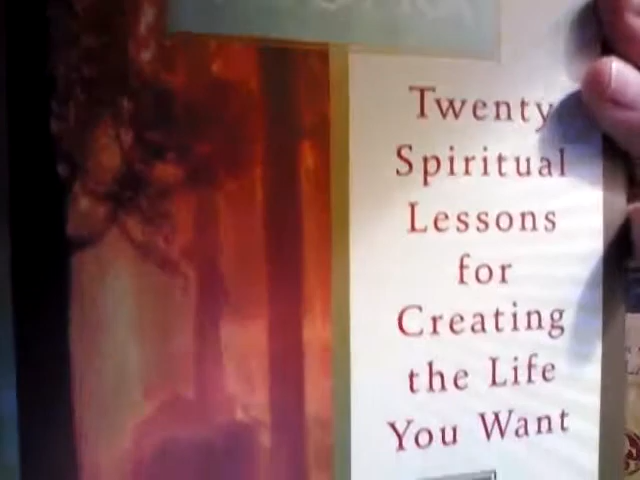 Twenty
Spiritual
Lessons
for
Creating
the Life
You Want